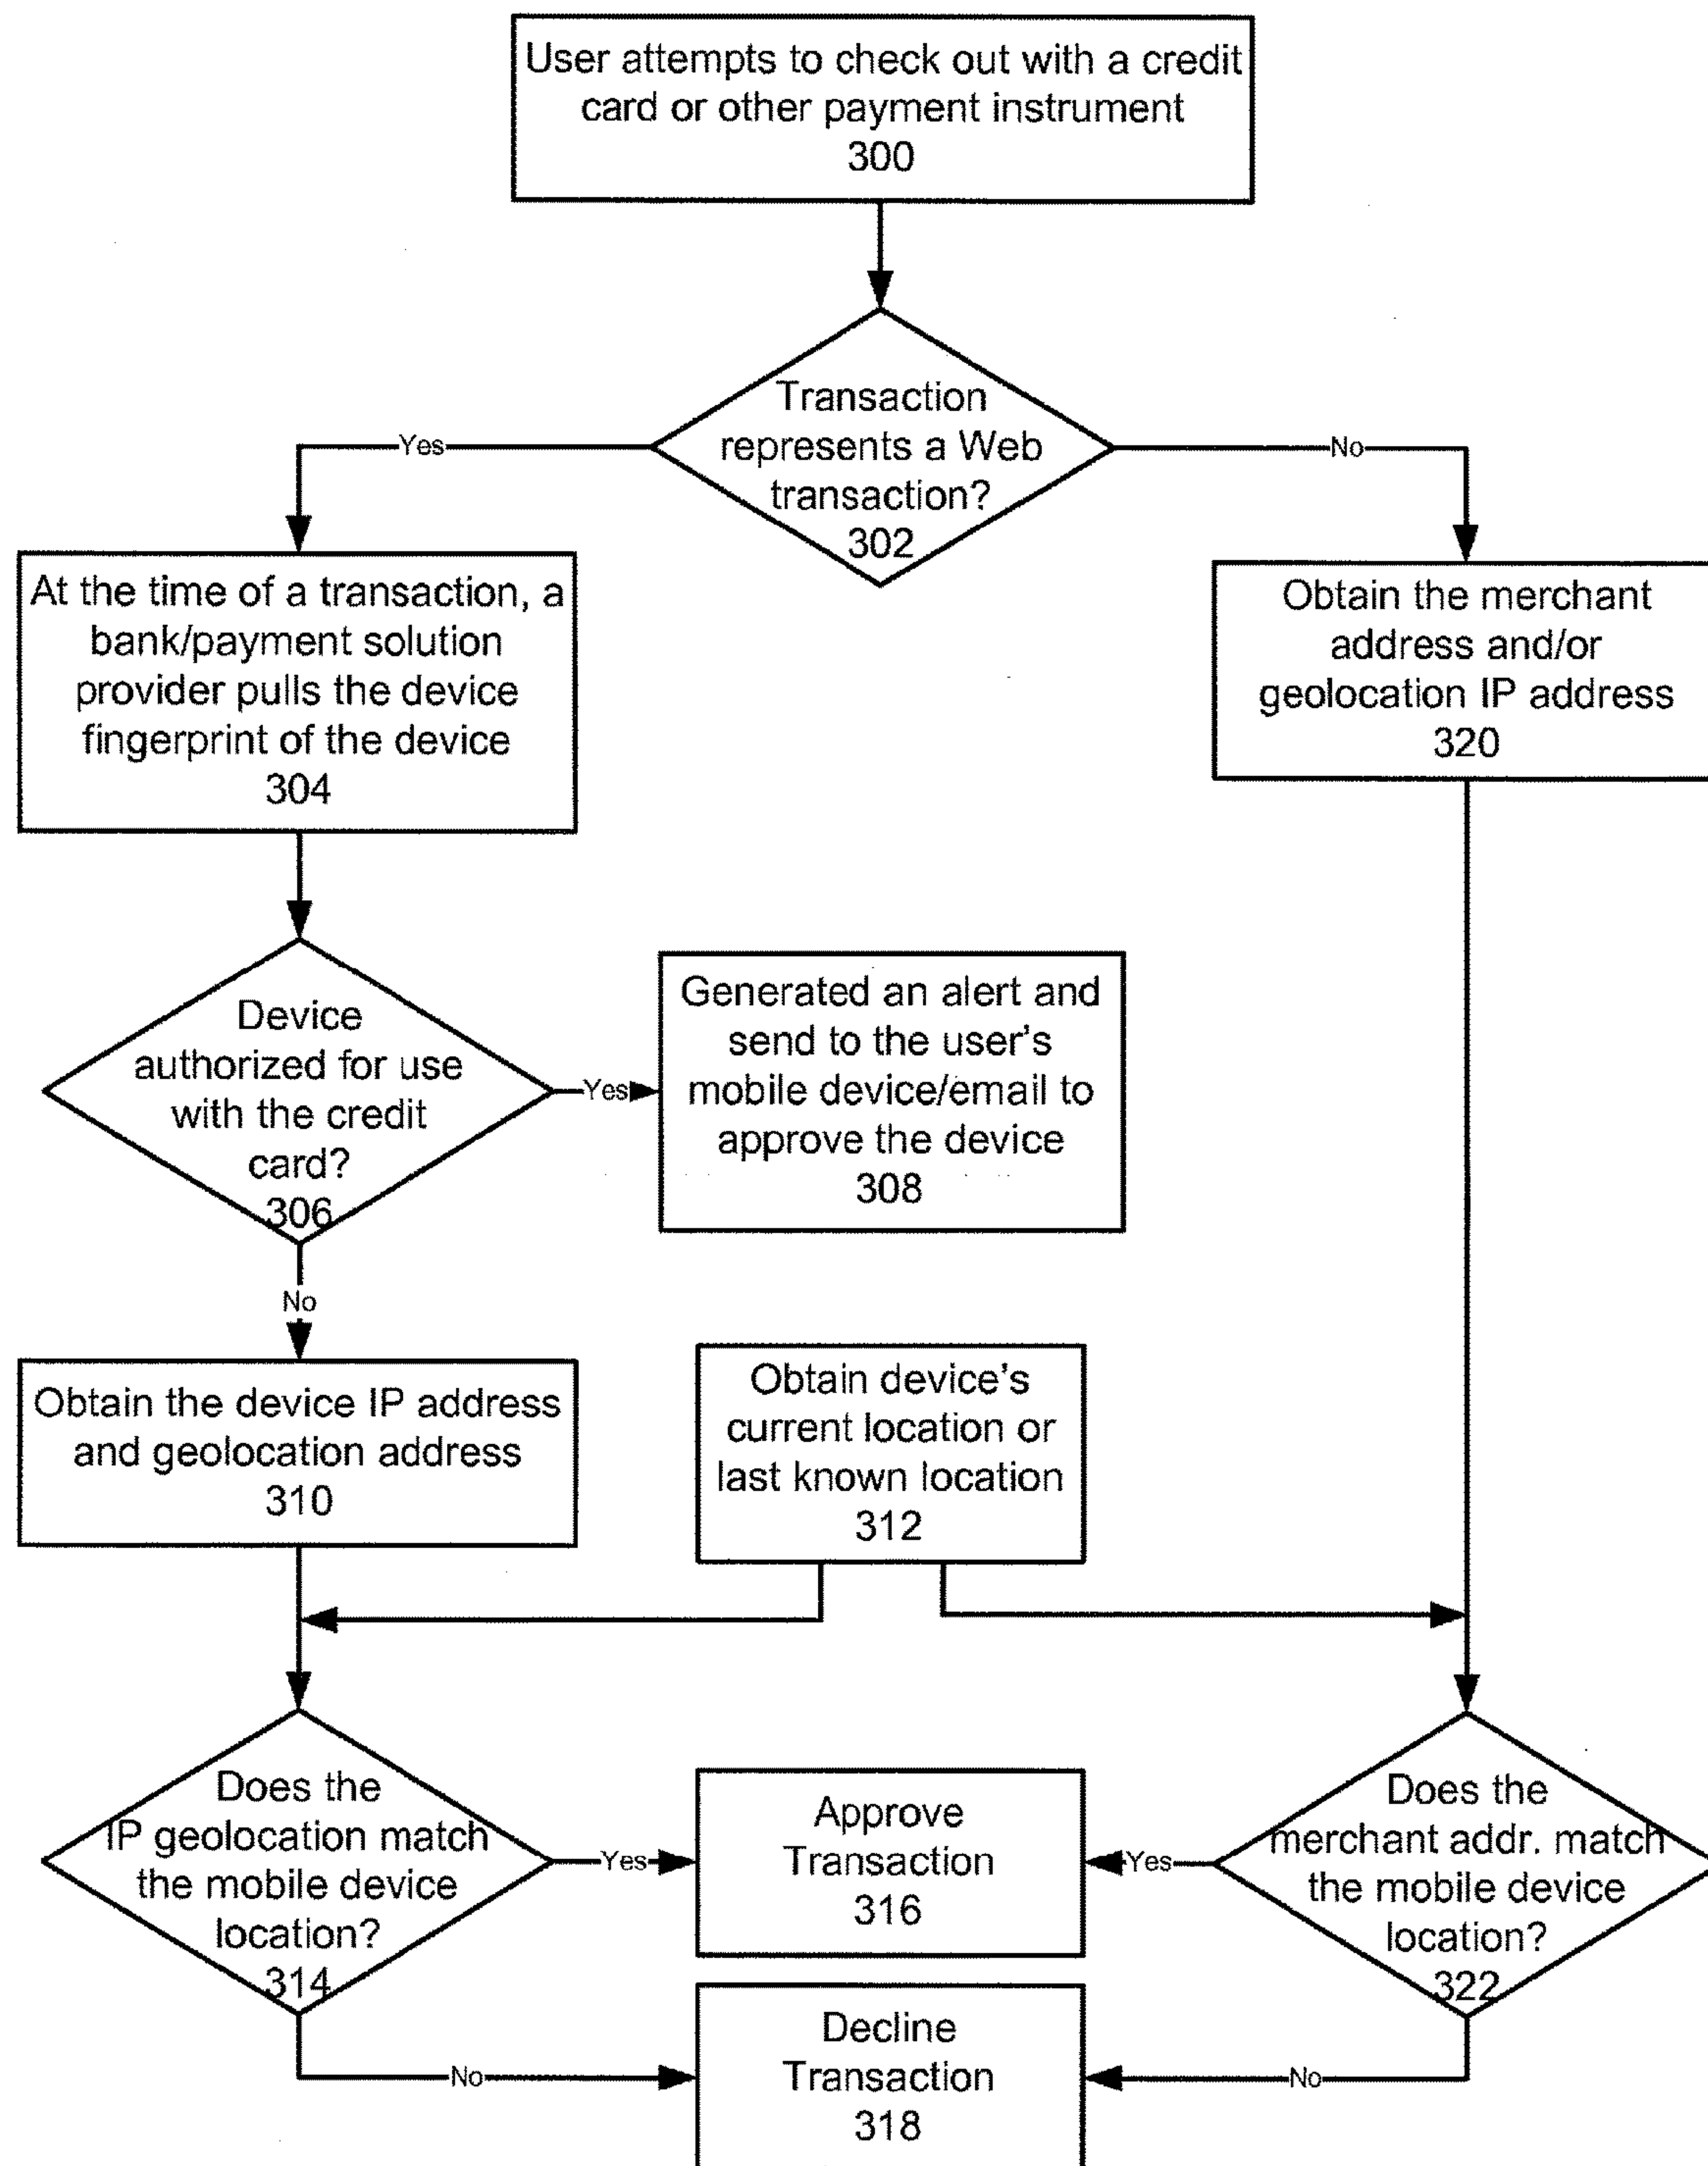 User attempts to check out with a credit
card or other payment instrument
300
Transaction
represents a Web
transaction?
302
Yes
No
At the time of a transaction, a
bank/payment solution
provider pulls the device
fingerprint of the device
304
Obtain the merchant
address and/or
geolocation IP address
320
Device
authorized for use
with the credit
card?
306
Yes
Generated an alert and
send to the user's
mobile device/email to
approve the device
308
No
Obtain the device IP address
and geolocation address
310
Obtain device's
current location or
last known location
312
Does the
IP geolocation match
the mobile device
location?
314
Yes
Approve
Transaction
316
Yes
Does the
merchant addr. match
the mobile device
location?
322
No
Decline
Transaction
318
No